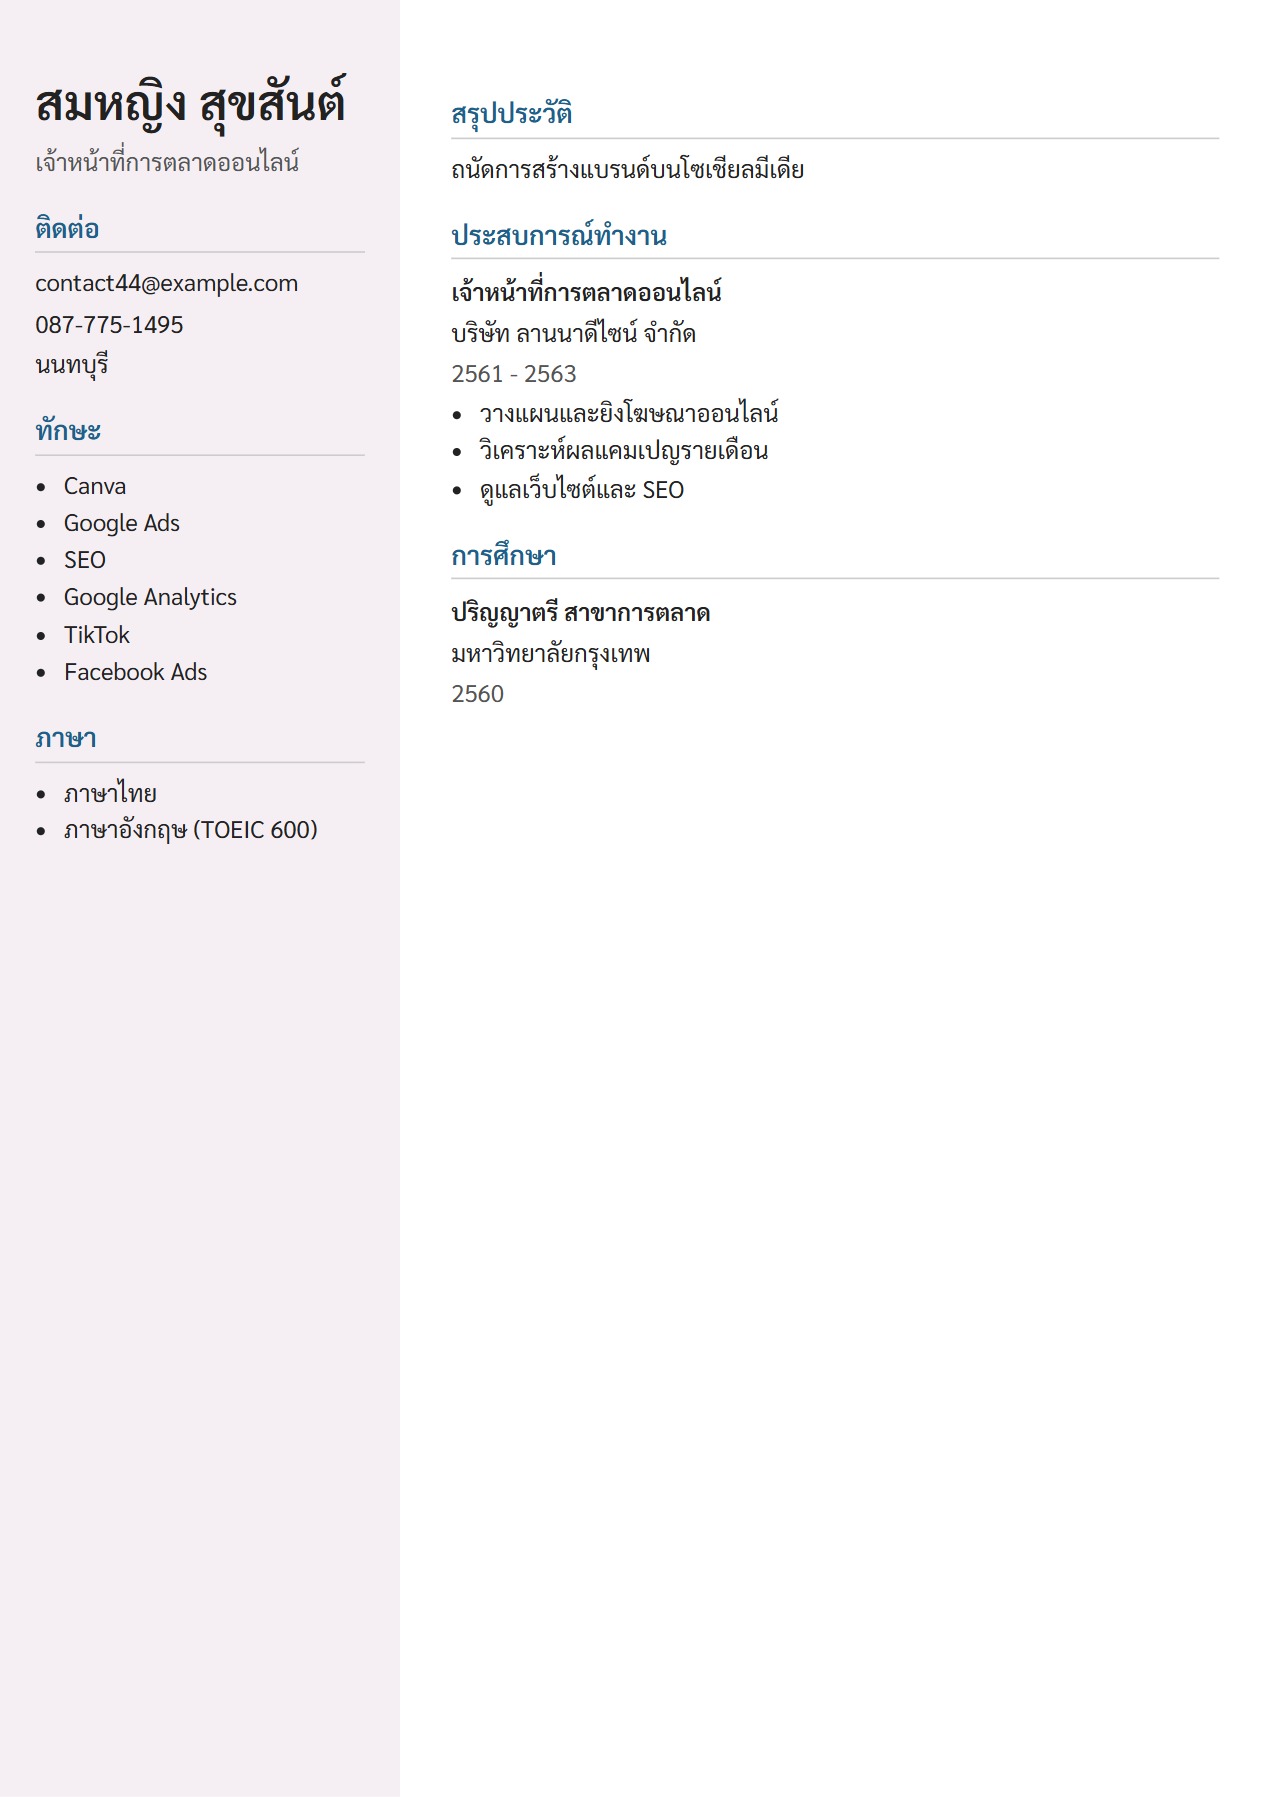 สมหญิง สุขสันต์
เจ้าหน้าที่การตลาดออนไลน์
ติดต่อ
contact44@example.com
087-775-1495
นนทบุรี
ทักษะ
• Canva
• Google Ads
• SEO
• Google Analytics
• TikTok
• Facebook Ads
ภาษา
• ภาษาไทย
• ภาษาอังกฤษ (TOEIC 600)
สรุปประวัติ
ถนัดการสร้างแบรนด์บนโซเชียลมีเดีย
ประสบการณ์ทำงาน
เจ้าหน้าที่การตลาดออนไลน์
บริษัท ลานนาดีไซน์ จำกัด
2561 - 2563
• วางแผนและยิงโฆษณาออนไลน์
• วิเคราะห์ผลแคมเปญรายเดือน
• ดูแลเว็บไซต์และ SEO
การศึกษา
ปริญญาตรี สาขาการตลาด
มหาวิทยาลัยกรุงเทพ
2560